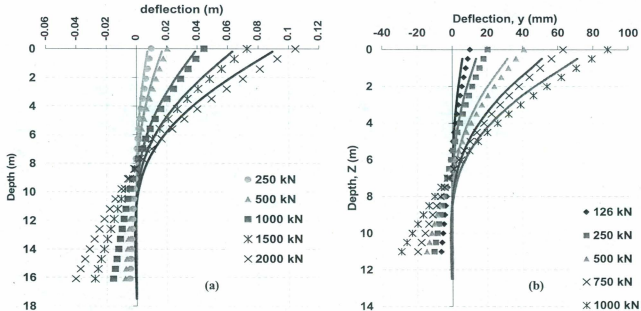 deflection (m)
-0.06 -0.04 -0.02 0 0.02 0.04 0.06 0.08 0.1 0.12
0
2
4
6
8
10
12
14
16
18
Depth (m)
250 kN
500 kN
1000 kN
1500 kN
2000 kN
(a)
Deflection, y (mm)
-40 -20 0 20 40 60 80 100
0
2
4
6
8
10
12
14
Depth, Z (m)
126 kN
250 kN
500 kN
750 kN
1000 kN
(b)